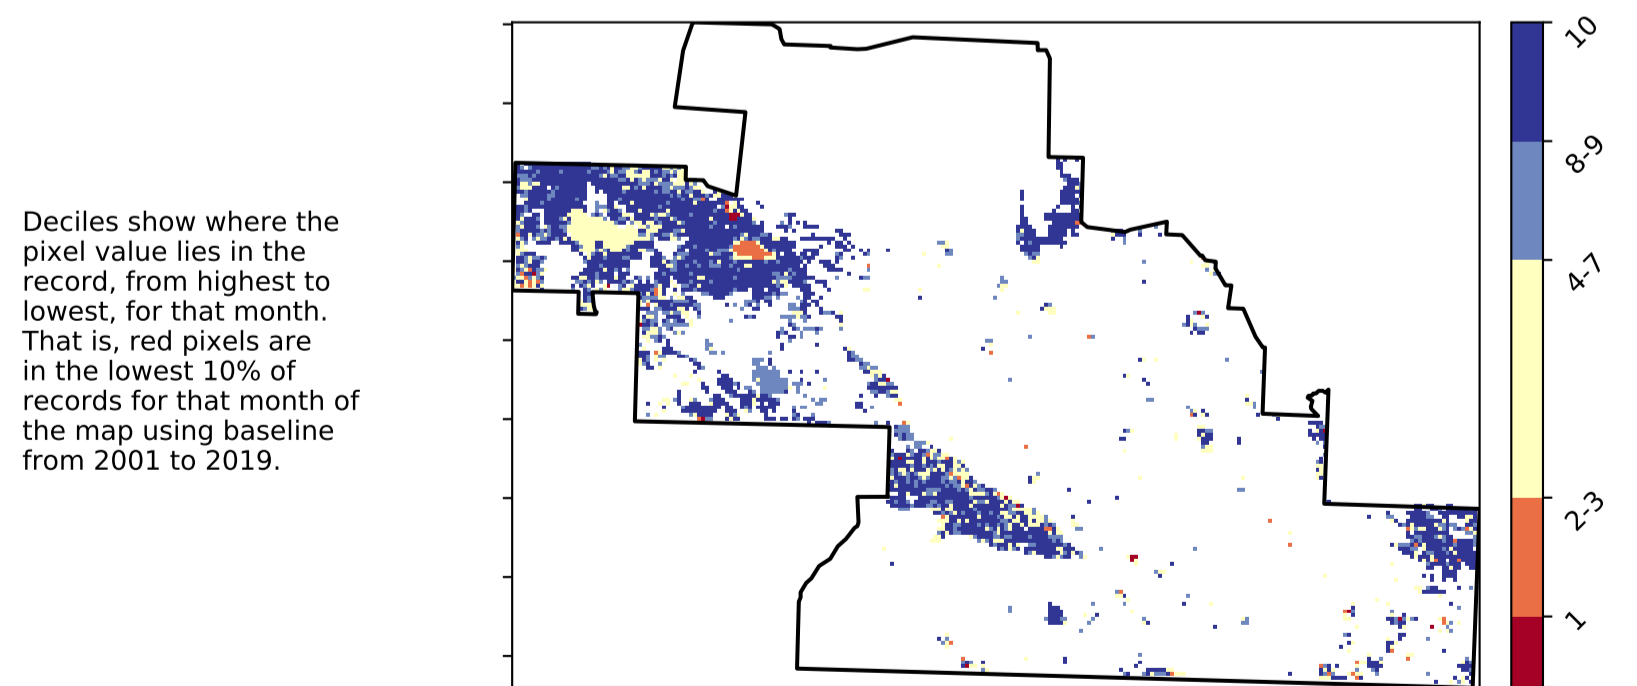 Deciles show where the
pixel value lies in the
record, from highest to
lowest, for that month.
That is, red pixels are
in the lowest 10% of
records for that month of
the map using baseline
from 2001 to 2019.
10
8-9
4-7
2-3
1